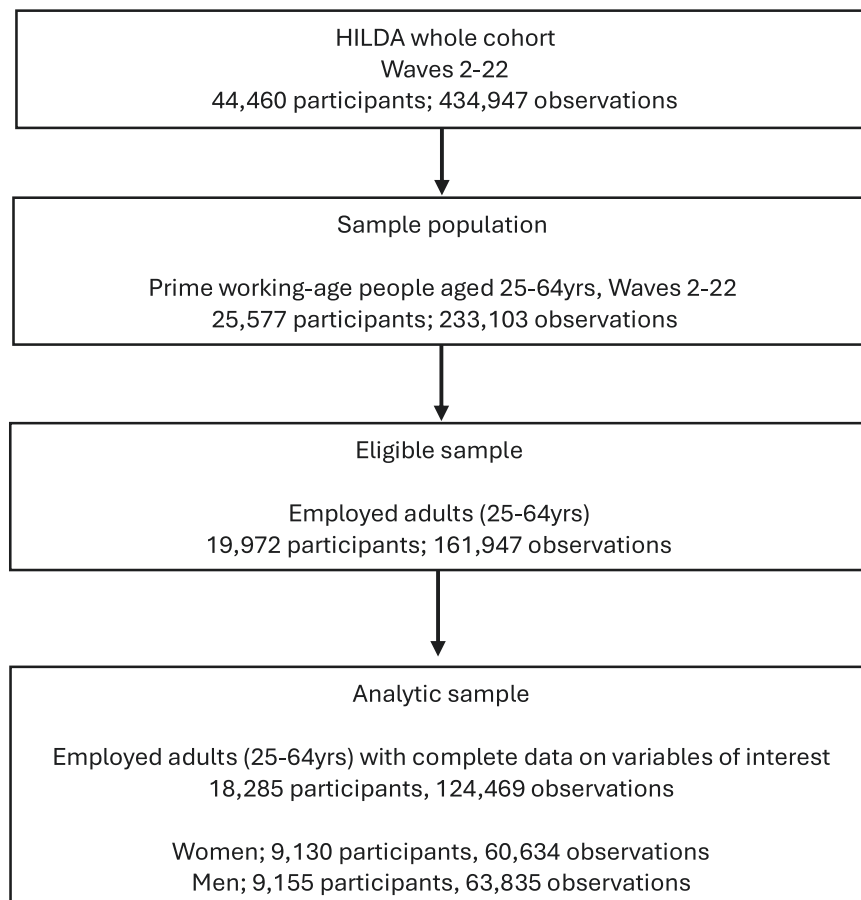 HILDA whole cohort
Waves 2-22
44,460 participants; 434,947 observations
Sample population
Prime working-age people aged 25-64yrs, Waves 2-22
25,577 participants; 233,103 observations
Eligible sample
Employed adults (25-64yrs)
19,972 participants; 161,947 observations
Analytic sample
Employed adults (25-64yrs) with complete data on variables of interest
18,285 participants, 124,469 observations
Women; 9,130 participants, 60,634 observations
Men; 9,155 participants, 63,835 observations